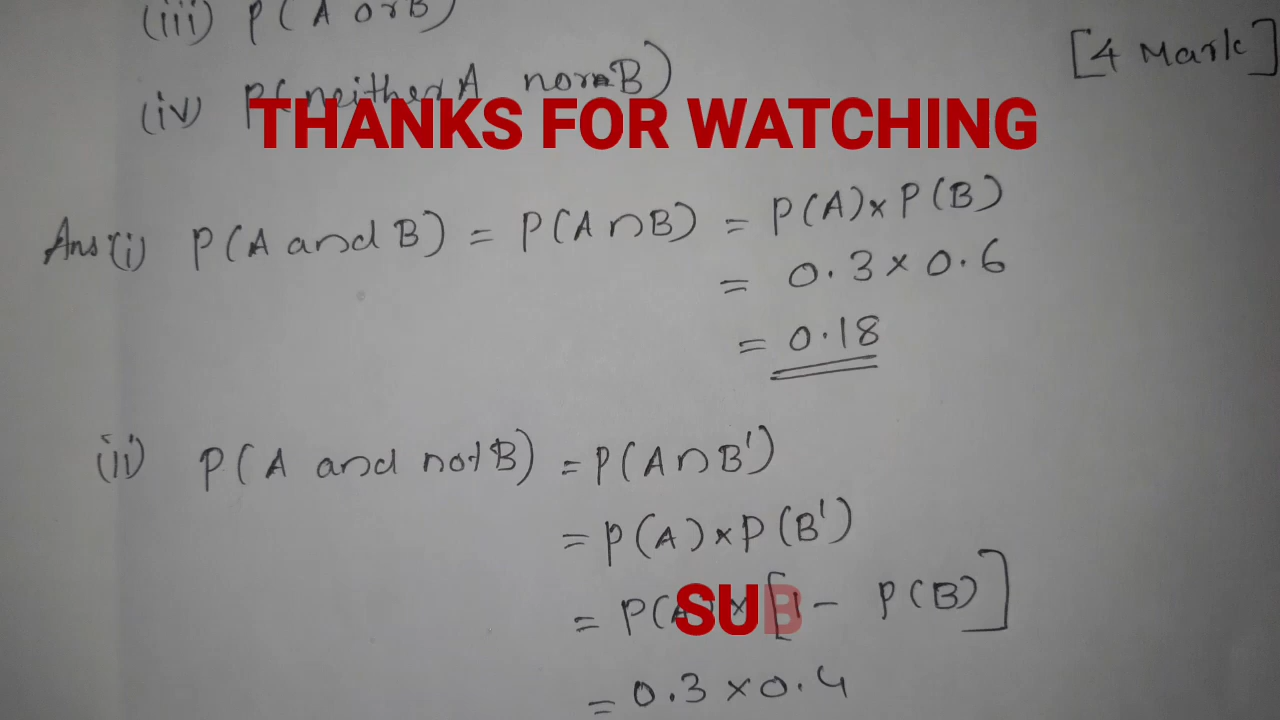 (iii) P(A or B)
[4 Mark]
(iv) P(neither A nor B)
THANKS FOR WATCHING
Ans (i) P(A and B) = P(A∩B) = P(A) × P(B)
= 0.3 × 0.6
= 0.18
(ii) P(A and not B) = P(A∩B')
= P(A) × P(B')
= P(A) × [1 - P(B)]
SUB
= 0.3 × 0.4